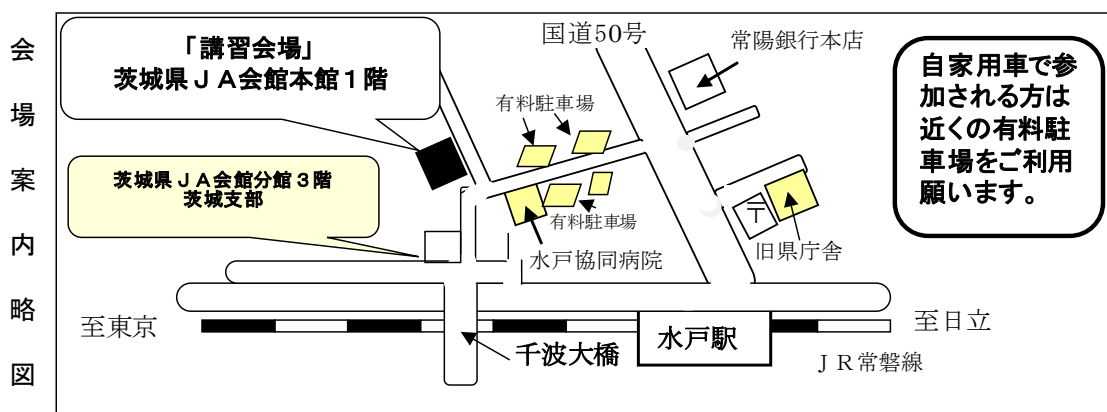 会場案内略図
「講習会場」
茨城県ＪＡ会館本館１階
国道50号
常陽銀行本店
自家用車で参
加される方は
近くの有料駐
車場をご利用
願います。
有料駐車場
茨城県ＪＡ会館分館３階
茨城支部
有料駐車場
〒
水戸協同病院
旧県庁舎
至東京
千波大橋
水戸駅
至日立
ＪＲ常磐線